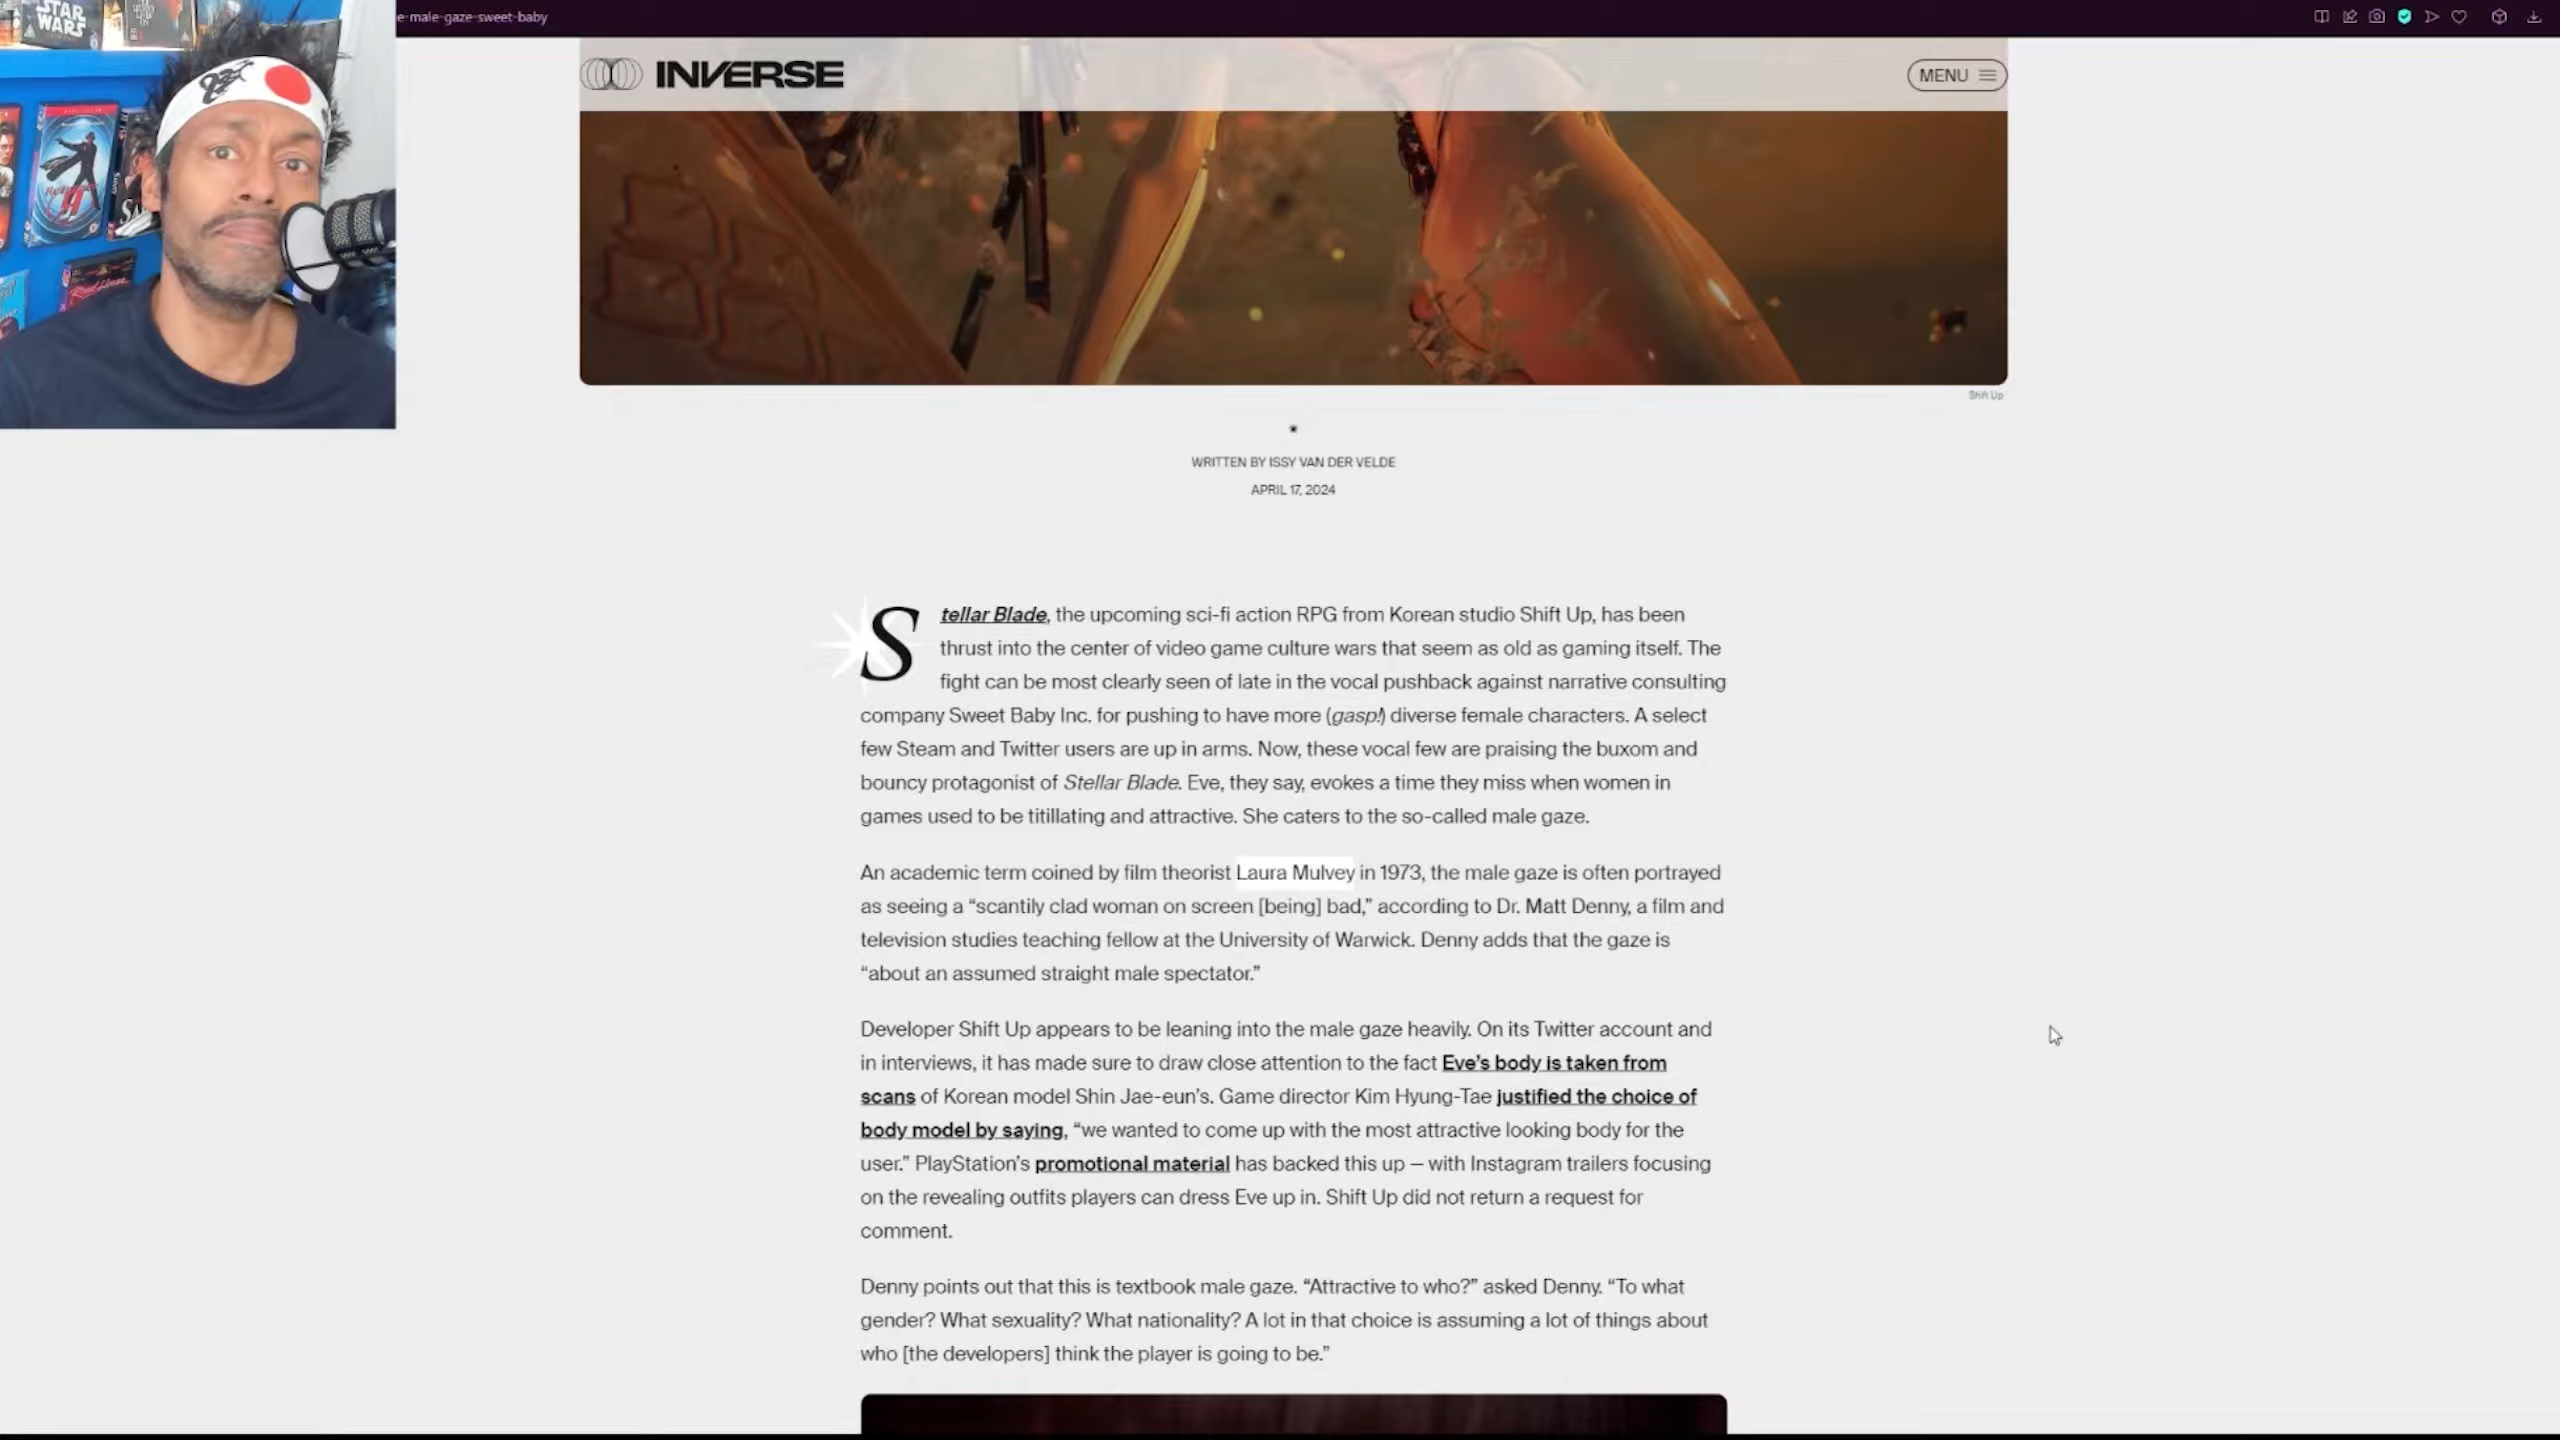 STAR
WARS
e-male-gaze-sweet-baby
INVERSE
MENU
Shift Up
WRITTEN BY ISSY VAN DER VELDE
APRIL 17, 2024
Stellar Blade, the upcoming sci-fi action RPG from Korean studio Shift Up, has been
thrust into the center of video game culture wars that seem as old as gaming itself. The
fight can be most clearly seen of late in the vocal pushback against narrative consulting
company Sweet Baby Inc. for pushing to have more (gasp!) diverse female characters. A select
few Steam and Twitter users are up in arms. Now, these vocal few are praising the buxom and
bouncy protagonist of Stellar Blade. Eve, they say, evokes a time they miss when women in
games used to be titillating and attractive. She caters to the so-called male gaze.
An academic term coined by film theorist Laura Mulvey in 1973, the male gaze is often portrayed
as seeing a “scantily clad woman on screen [being] bad,” according to Dr. Matt Denny, a film and
television studies teaching fellow at the University of Warwick. Denny adds that the gaze is
“about an assumed straight male spectator.”
Developer Shift Up appears to be leaning into the male gaze heavily. On its Twitter account and
in interviews, it has made sure to draw close attention to the fact Eve’s body is taken from
scans of Korean model Shin Jae-eun’s. Game director Kim Hyung-Tae justified the choice of
body model by saying, “we wanted to come up with the most attractive looking body for the
user.” PlayStation’s promotional material has backed this up — with Instagram trailers focusing
on the revealing outfits players can dress Eve up in. Shift Up did not return a request for
comment.
Denny points out that this is textbook male gaze. “Attractive to who?” asked Denny. “To what
gender? What sexuality? What nationality? A lot in that choice is assuming a lot of things about
who [the developers] think the player is going to be.”